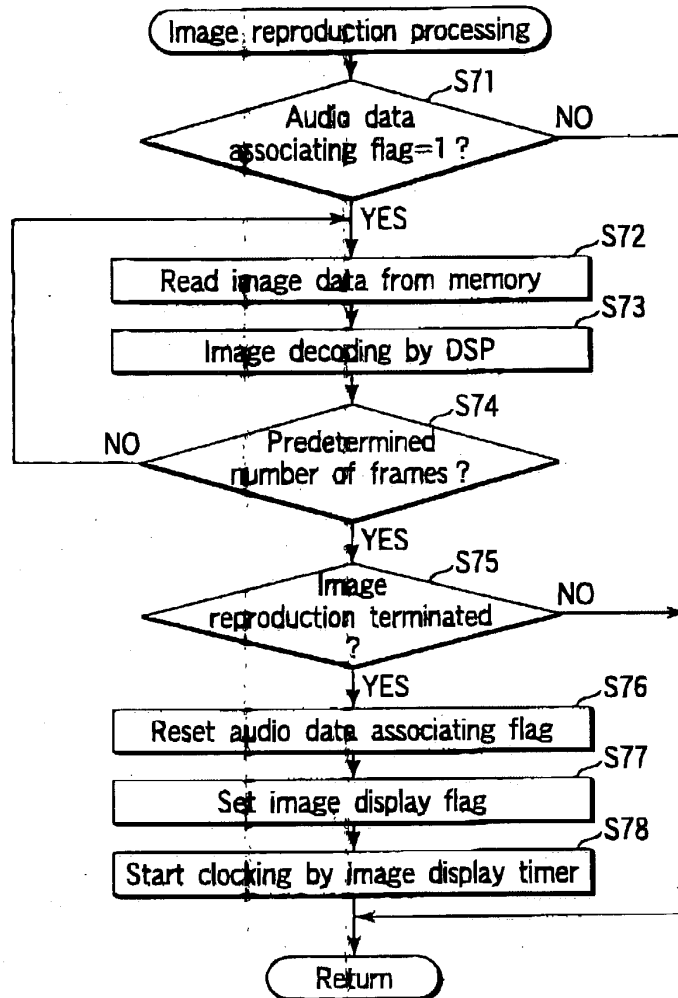 Image reproduction processing
S71
Audio data
associating flag=1?
NO
YES
S72
Read image data from memory
S73
Image decoding by DSP
S74
Predetermined
number of frames?
NO
YES
S75
Image
reproduction terminated
?
NO
YES
S76
Reset audio data associating flag
S77
Set image display flag
S78
Start clocking by image display timer
Return